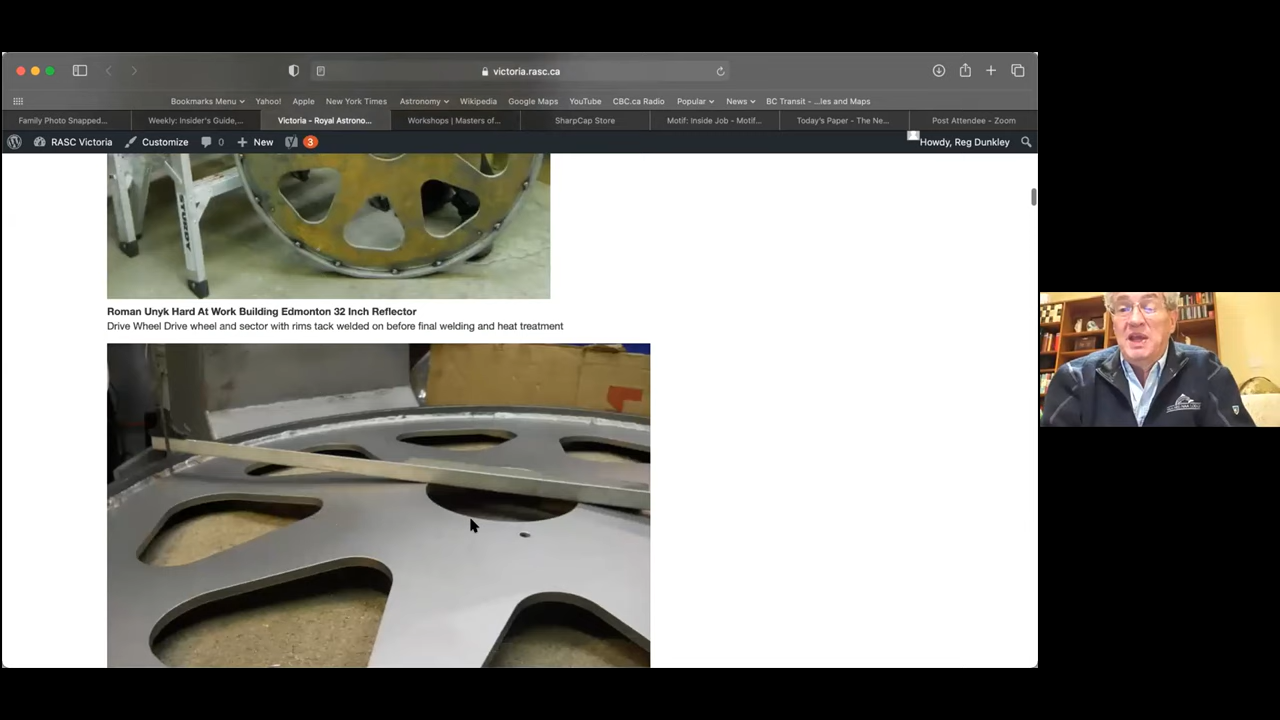 victoria.rasc.ca
Bookmarks Menu Yahoo! Apple New York Times Astronomy Wikipedia Google Maps YouTube CBC.ca Radio Popular News BC Transit - ...les and Maps
Family Photo Snapped... Weekly: Insider's Guide,... Victoria - Royal Astrono... Workshops | Masters of... SharpCap Store Motif: Inside Job - Motif... Today's Paper - The Ne... Post Attendee - Zoom
RASC Victoria Customize 0 New 3 Howdy, Reg Dunkley
STURDY
Roman Unyk Hard At Work Building Edmonton 32 Inch Reflector
Drive Wheel Drive wheel and sector with rims tack welded on before final welding and heat treatment